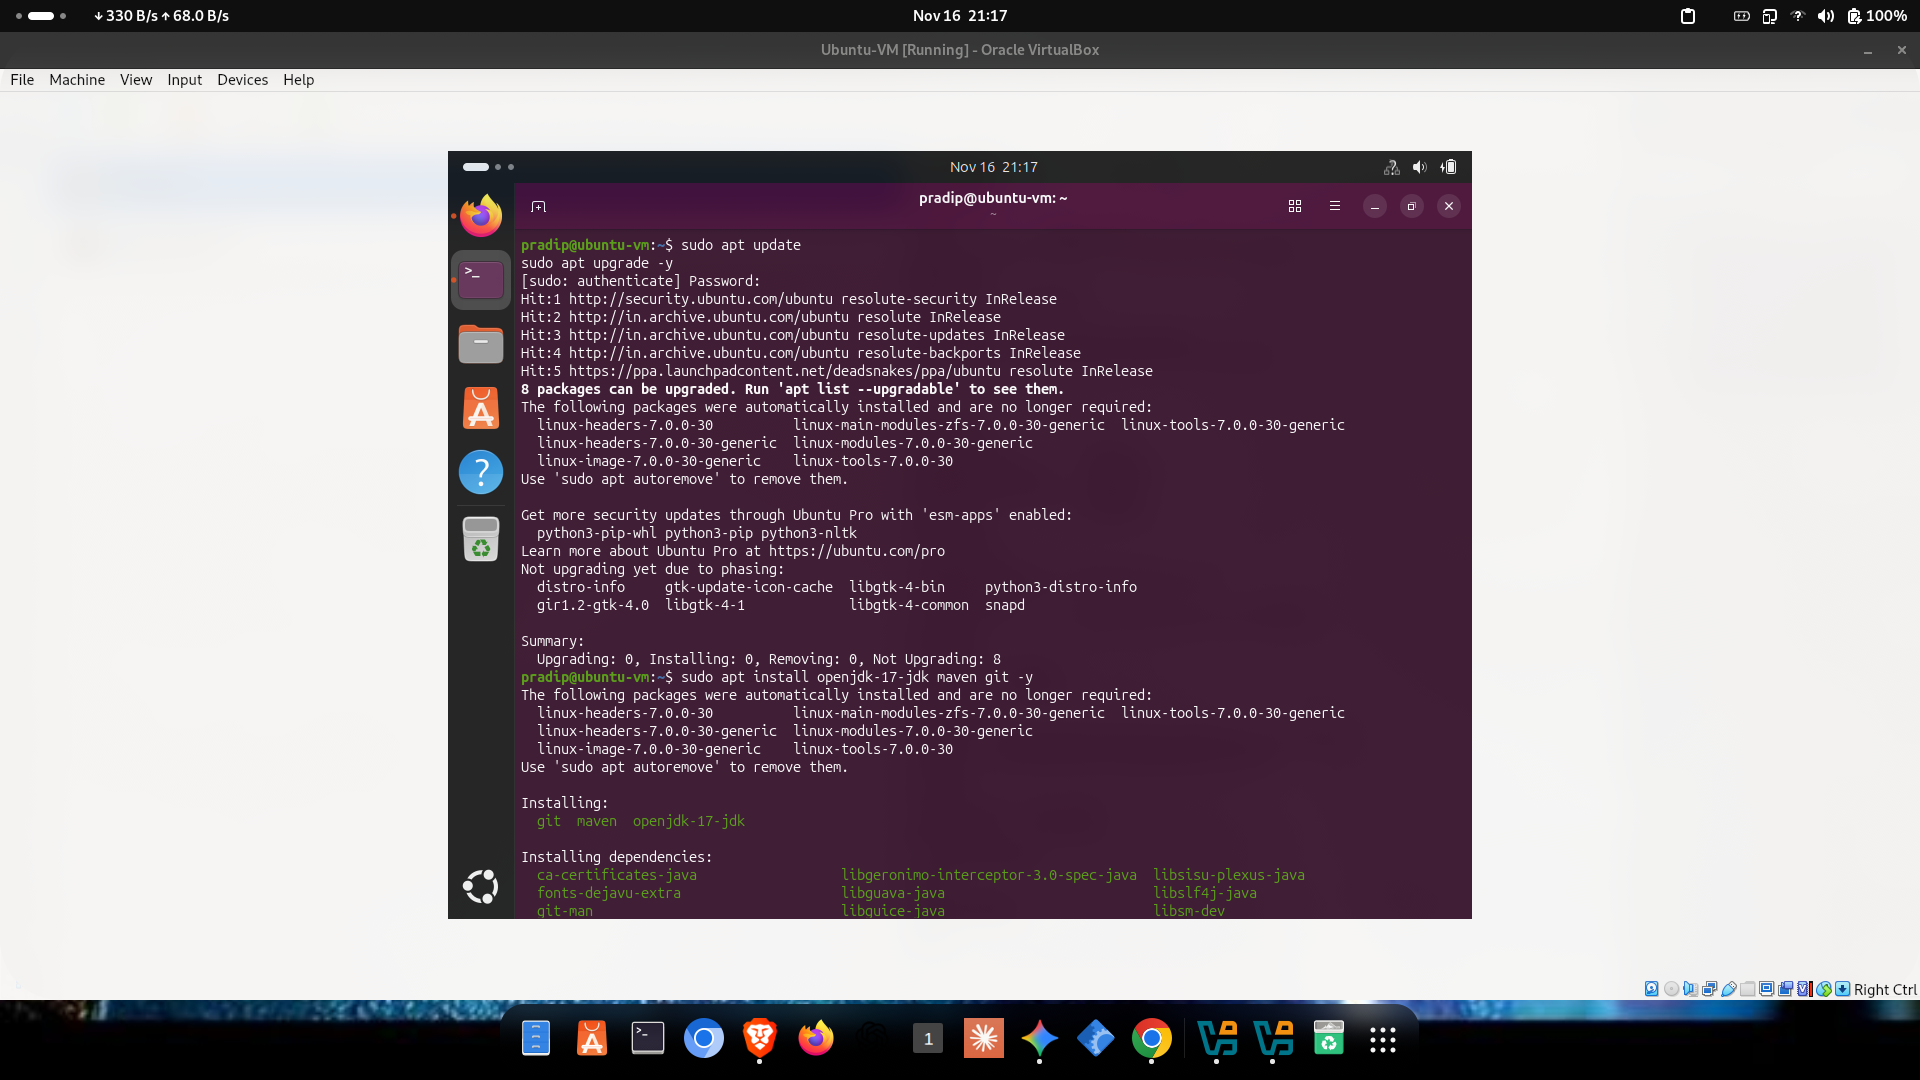 ↓ 330 B/s ↑ 68.0 B/s
Nov 16 21:17
100%
Ubuntu-VM [Running] - Oracle VirtualBox
File Machine View Input Devices Help
Nov 16 21:17
pradip@ubuntu-vm: ~
~
pradip@ubuntu-vm:~$ sudo apt update
sudo apt upgrade -y
[sudo: authenticate] Password:
Hit:1 http://security.ubuntu.com/ubuntu resolute-security InRelease
Hit:2 http://in.archive.ubuntu.com/ubuntu resolute InRelease
Hit:3 http://in.archive.ubuntu.com/ubuntu resolute-updates InRelease
Hit:4 http://in.archive.ubuntu.com/ubuntu resolute-backports InRelease
Hit:5 https://ppa.launchpadcontent.net/deadsnakes/ppa/ubuntu resolute InRelease
8 packages can be upgraded. Run 'apt list --upgradable' to see them.
The following packages were automatically installed and are no longer required:
linux-headers-7.0.0-30 linux-main-modules-zfs-7.0.0-30-generic linux-tools-7.0.0-30-generic
linux-headers-7.0.0-30-generic linux-modules-7.0.0-30-generic
linux-image-7.0.0-30-generic linux-tools-7.0.0-30
Use 'sudo apt autoremove' to remove them.
Get more security updates through Ubuntu Pro with 'esm-apps' enabled:
python3-pip-whl python3-pip python3-nltk
Learn more about Ubuntu Pro at https://ubuntu.com/pro
Not upgrading yet due to phasing:
distro-info gtk-update-icon-cache libgtk-4-bin python3-distro-info
gir1.2-gtk-4.0 libgtk-4-1 libgtk-4-common snapd
Summary:
Upgrading: 0, Installing: 0, Removing: 0, Not Upgrading: 8
pradip@ubuntu-vm:~$ sudo apt install openjdk-17-jdk maven git -y
The following packages were automatically installed and are no longer required:
linux-headers-7.0.0-30 linux-main-modules-zfs-7.0.0-30-generic linux-tools-7.0.0-30-generic
linux-headers-7.0.0-30-generic linux-modules-7.0.0-30-generic
linux-image-7.0.0-30-generic linux-tools-7.0.0-30
Use 'sudo apt autoremove' to remove them.
Installing:
git maven openjdk-17-jdk
Installing dependencies:
ca-certificates-java libgeronimo-interceptor-3.0-spec-java libsisu-plexus-java
fonts-dejavu-extra libguava-java libslf4j-java
git-man libguice-java libsm-dev
Right Ctrl
1